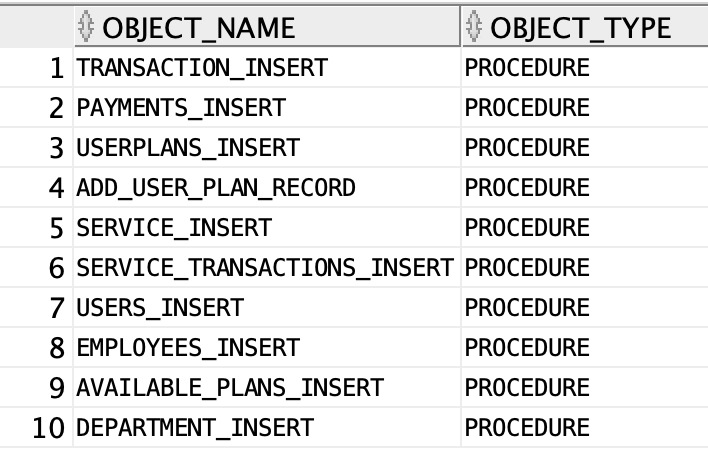 OBJECT_NAME OBJECT_TYPE
1 TRANSACTION_INSERT PROCEDURE
2 PAYMENTS_INSERT PROCEDURE
3 USERPLANS_INSERT PROCEDURE
4 ADD_USER_PLAN_RECORD PROCEDURE
5 SERVICE_INSERT PROCEDURE
6 SERVICE_TRANSACTIONS_INSERT PROCEDURE
7 USERS_INSERT PROCEDURE
8 EMPLOYEES_INSERT PROCEDURE
9 AVAILABLE_PLANS_INSERT PROCEDURE
10 DEPARTMENT_INSERT PROCEDURE